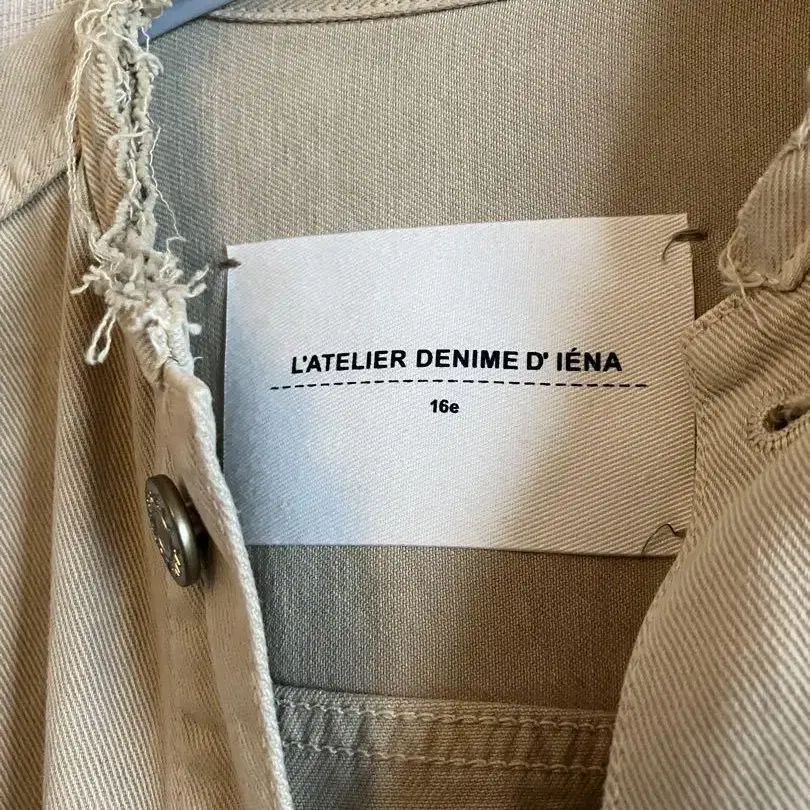 L'ATELIER DENIME D' IÉNA
16e